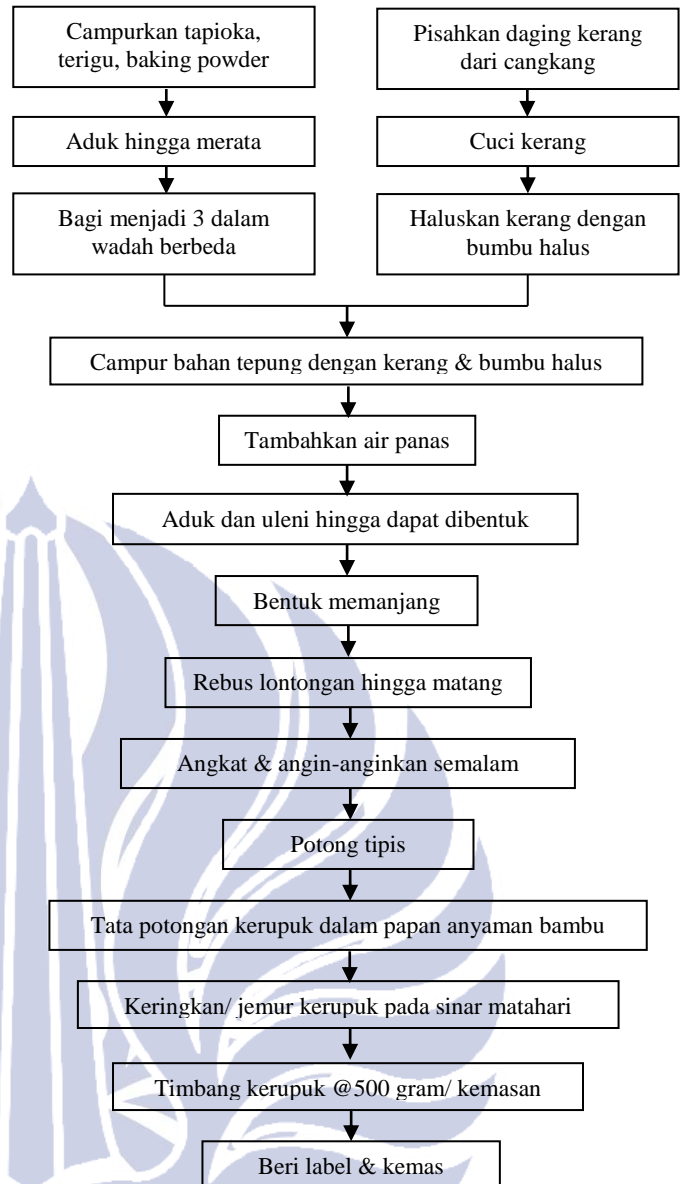 Campurkan tapioka,
terigu, baking powder
Aduk hingga merata
Bagi menjadi 3 dalam
wadah berbeda
Pisahkan daging kerang
dari cangkang
Cuci kerang
Haluskan kerang dengan
bumbu halus
Campur bahan tepung dengan kerang & bumbu halus
Tambahkan air panas
Aduk dan uleni hingga dapat dibentuk
Bentuk memanjang
Rebus lontongan hingga matang
Angkat & angin-anginkan semalam
Potong tipis
Tata potongan kerupuk dalam papan anyaman bambu
Keringkan/ jemur kerupuk pada sinar matahari
Timbang kerupuk @500 gram/ kemasan
Beri label & kemas